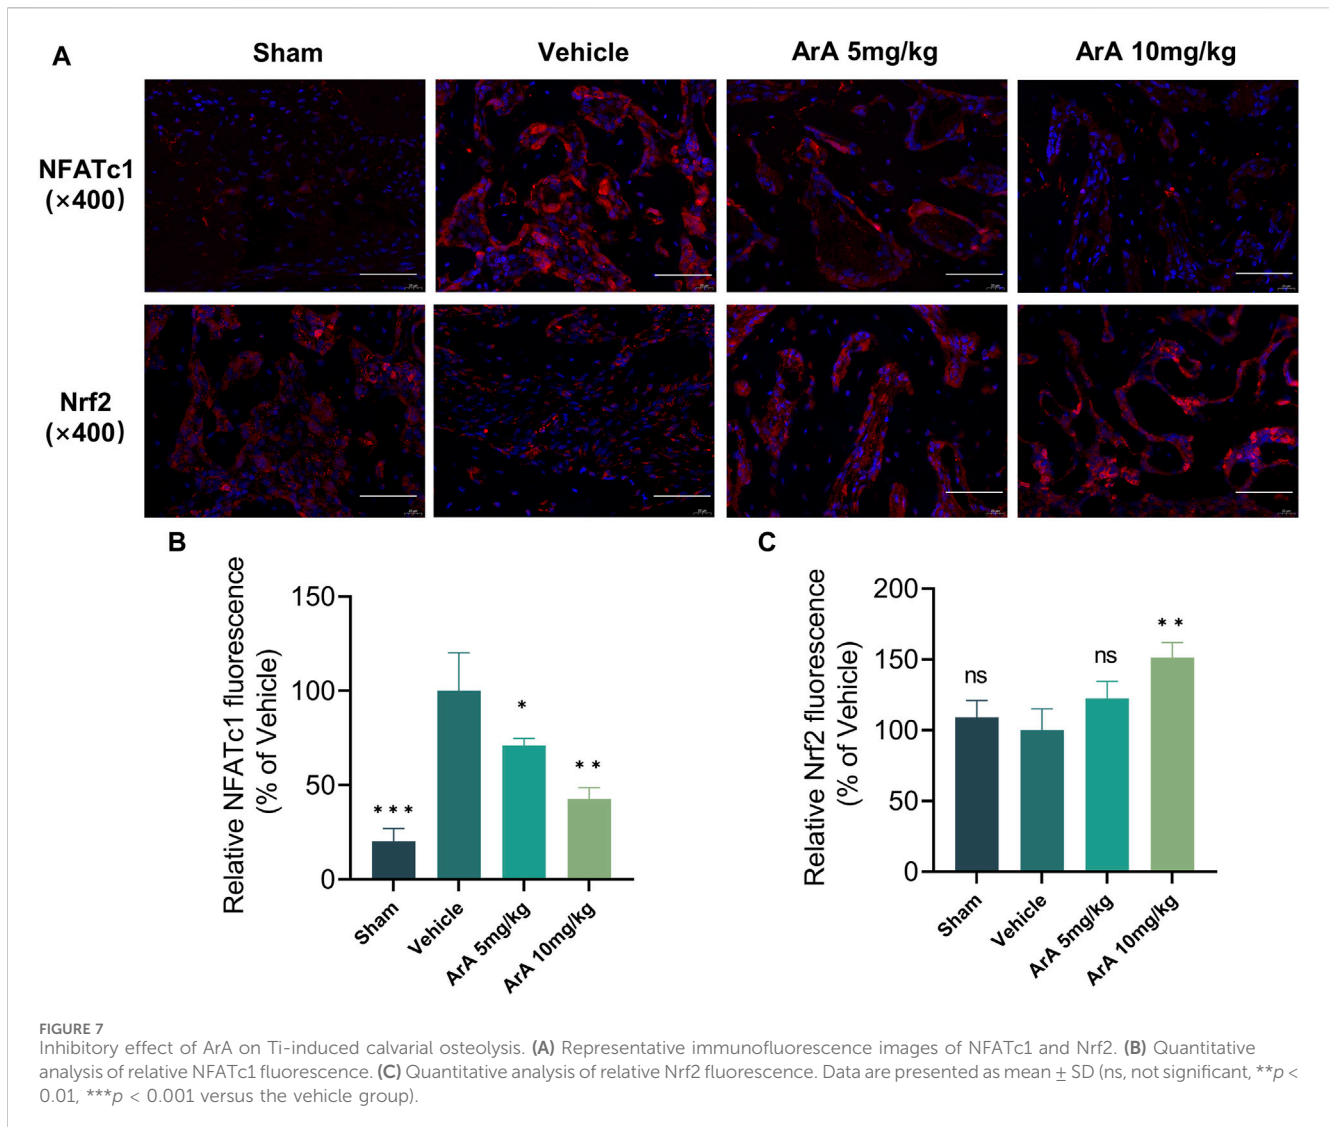 A
Sham
Vehicle
ArA 5mg/kg
ArA 10mg/kg
NFATc1
(×400)
Nrf2
(×400)
B
Relative NFATc1 fluorescence
(% of Vehicle)
150
100
50
0
***
*
**
Sham
Vehicle
ArA 5mg/kg
ArA 10mg/kg
C
Relative Nrf2 fluorescence
(% of Vehicle)
200
150
100
50
0
ns
ns
**
Sham
Vehicle
ArA 5mg/kg
ArA 10mg/kg
FIGURE 7
Inhibitory effect of ArA on Ti-induced calvarial osteolysis. (A) Representative immunofluorescence images of NFATc1 and Nrf2. (B) Quantitative
analysis of relative NFATc1 fluorescence. (C) Quantitative analysis of relative Nrf2 fluorescence. Data are presented as mean ± SD (ns, not significant, **p <
0.01, ***p < 0.001 versus the vehicle group).